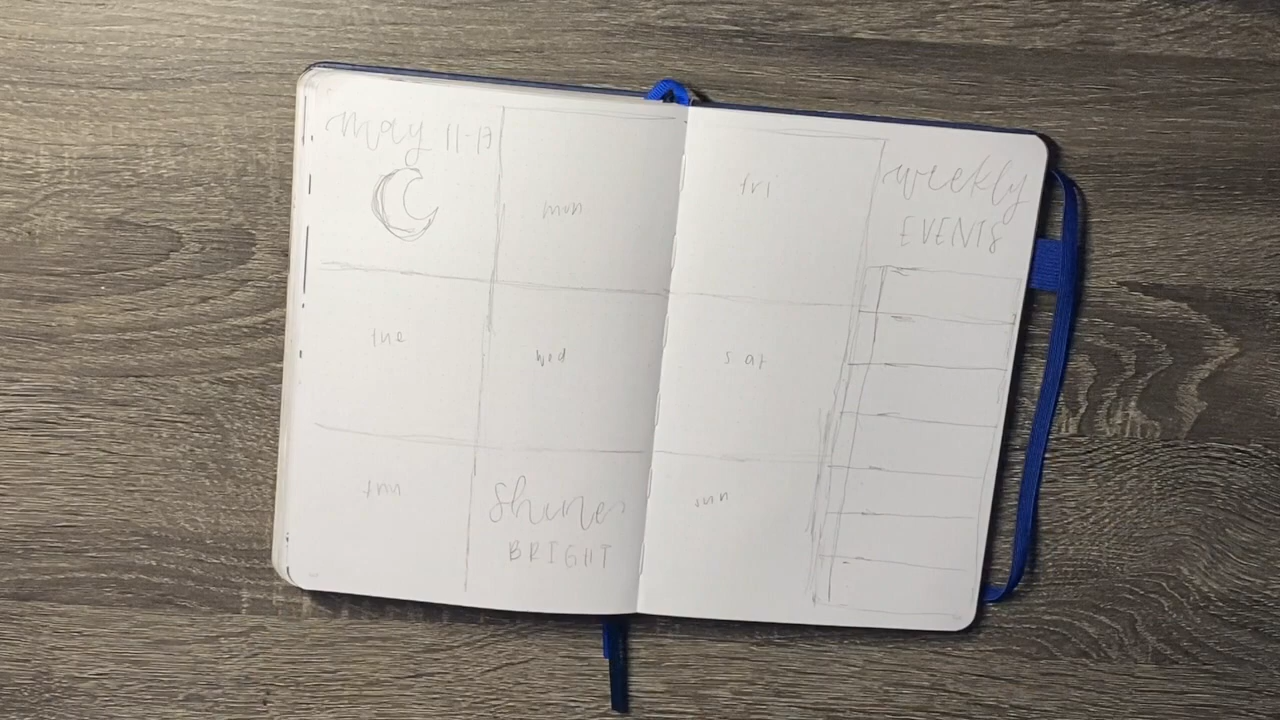 may 11-17
mon
tue
wed
thu
Shine
BRIGHT
fri
sat
sun
weekly
EVENTS